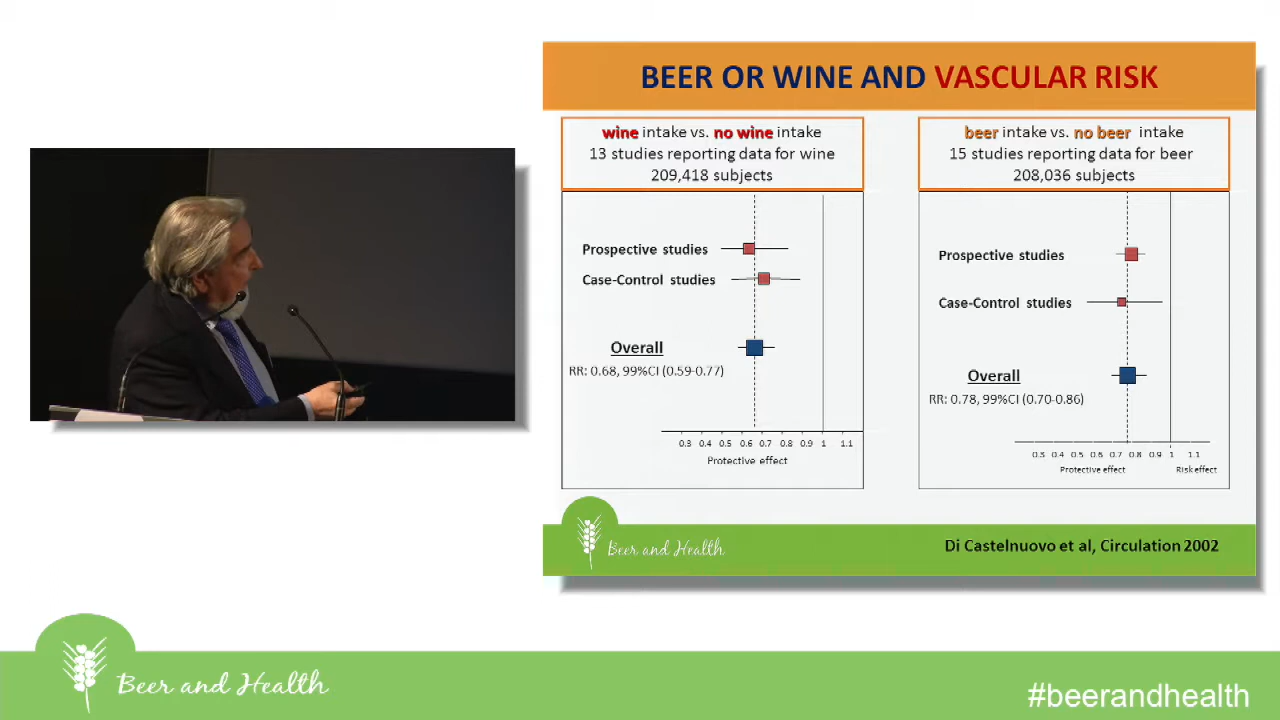 BEER OR WINE AND VASCULAR RISK
wine intake vs. no wine intake
13 studies reporting data for wine
209,418 subjects
Prospective studies
Case-Control studies
Overall
RR: 0.68, 99%CI (0.59-0.77)
0.3 0.4 0.5 0.6 0.7 0.8 0.9 1 1.1
Protective effect
beer intake vs. no beer intake
15 studies reporting data for beer
208,036 subjects
Prospective studies
Case-Control studies
Overall
RR: 0.78, 99%CI (0.70-0.86)
0.3 0.4 0.5 0.6 0.7 0.8 0.9 1 1.1
Protective effect Risk effect
Beer and Health
Di Castelnuovo et al, Circulation 2002
Beer and Health
#beerandhealth